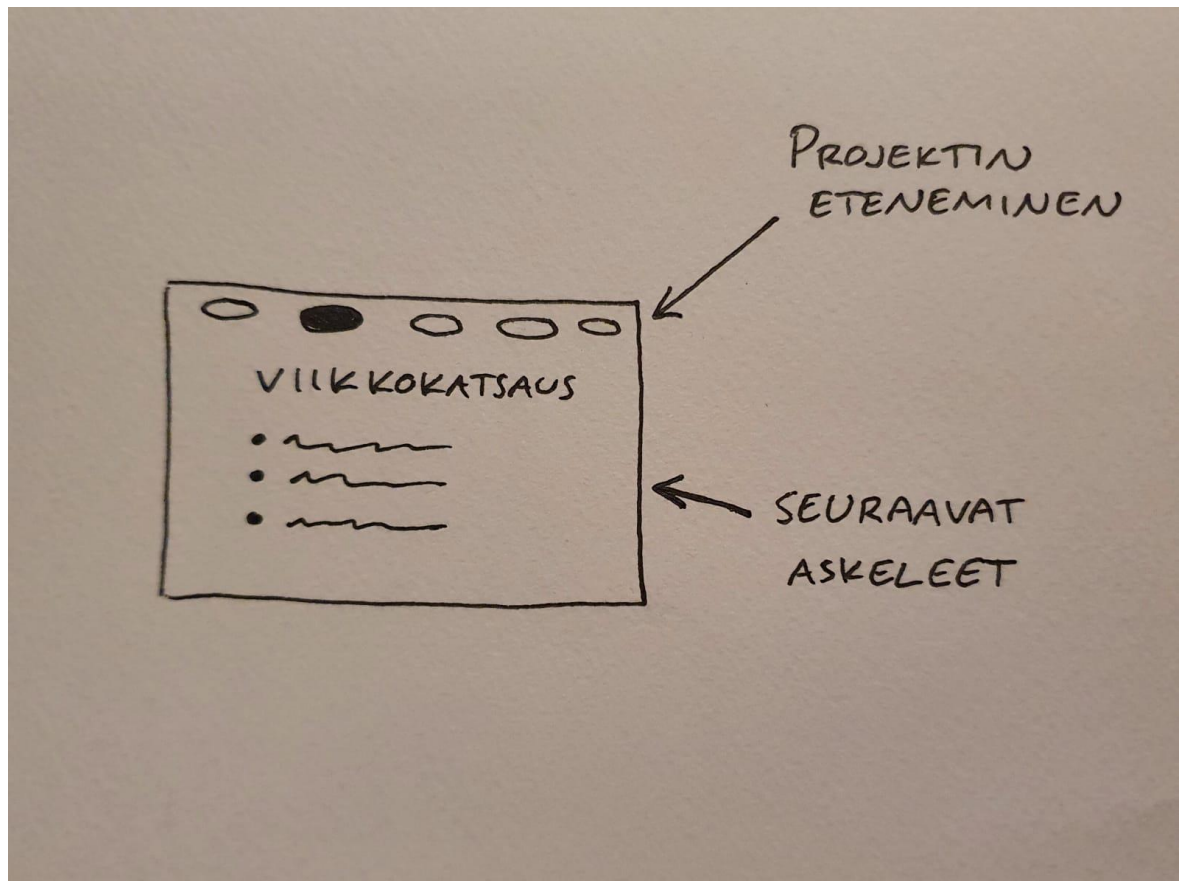 PROJEKTIN
ETENEMINEN
VIIKKOKATSAUS
SEURAAVAT
ASKELEET